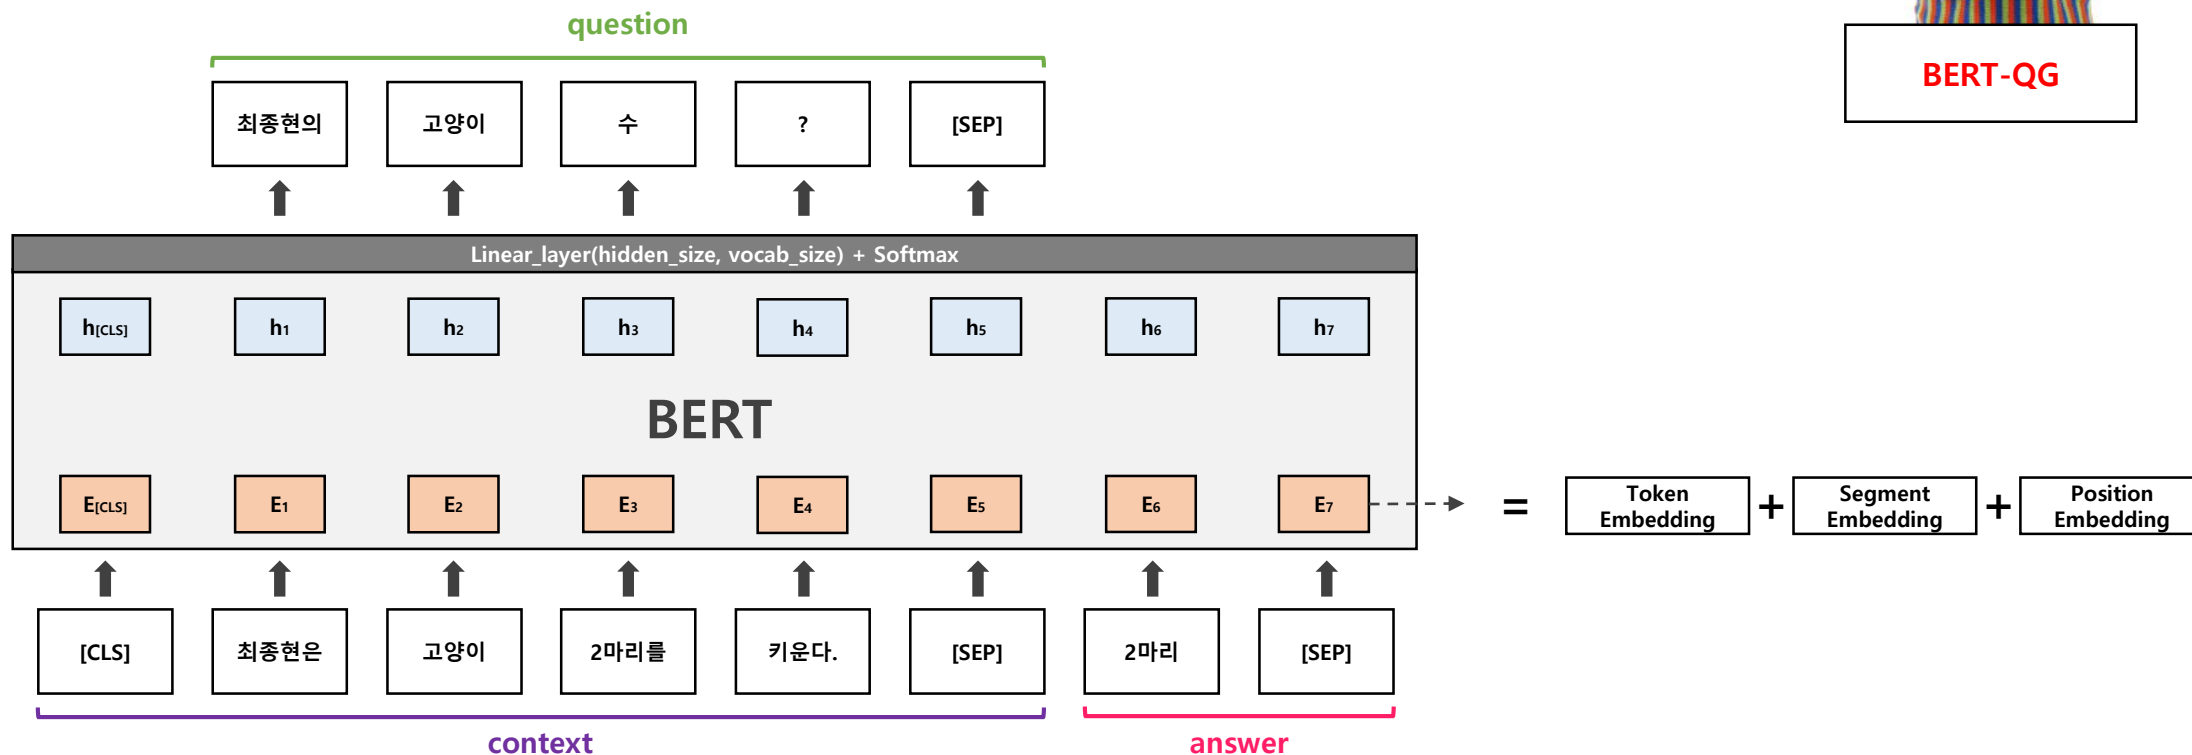 question
BERT-QG
최종현의 고양이 수 ? [SEP]
Linear_layer(hidden_size, vocab_size) + Softmax
h[CLS] h1 h2 h3 h4 h5 h6 h7
BERT
E[CLS] E1 E2 E3 E4 E5 E6 E7 = Token Embedding + Segment Embedding + Position Embedding
[CLS] 최종현은 고양이 2마리를 키운다. [SEP] 2마리 [SEP]
context answer